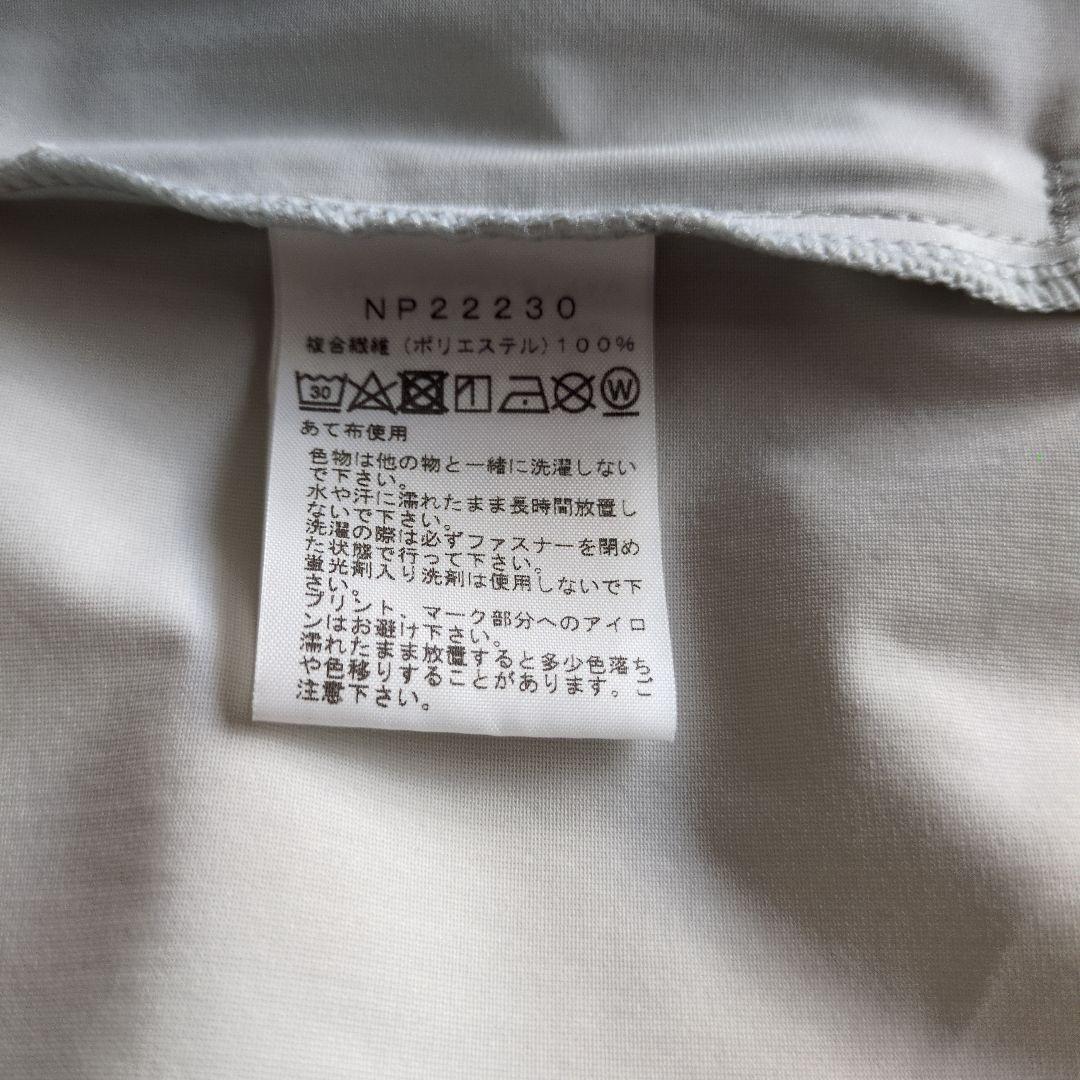 NP22230
複合繊維(ポリエステル)100%
30 W
あて布使用
色物は他の物と一緒に洗濯しない
で下さい。
水や汗に濡れたまま長時間放置し
ないで下さい。
洗濯の際は必ずファスナーを閉め
た状態で行って下さい。
蛍光剤入り洗剤は使用しないで下
さい。
プリント、マーク部分へのアイロ
ンはお避け下さい。
濡れたまま放置すると多少色落ち
や色移りすることがあります。ご
注意下さい。